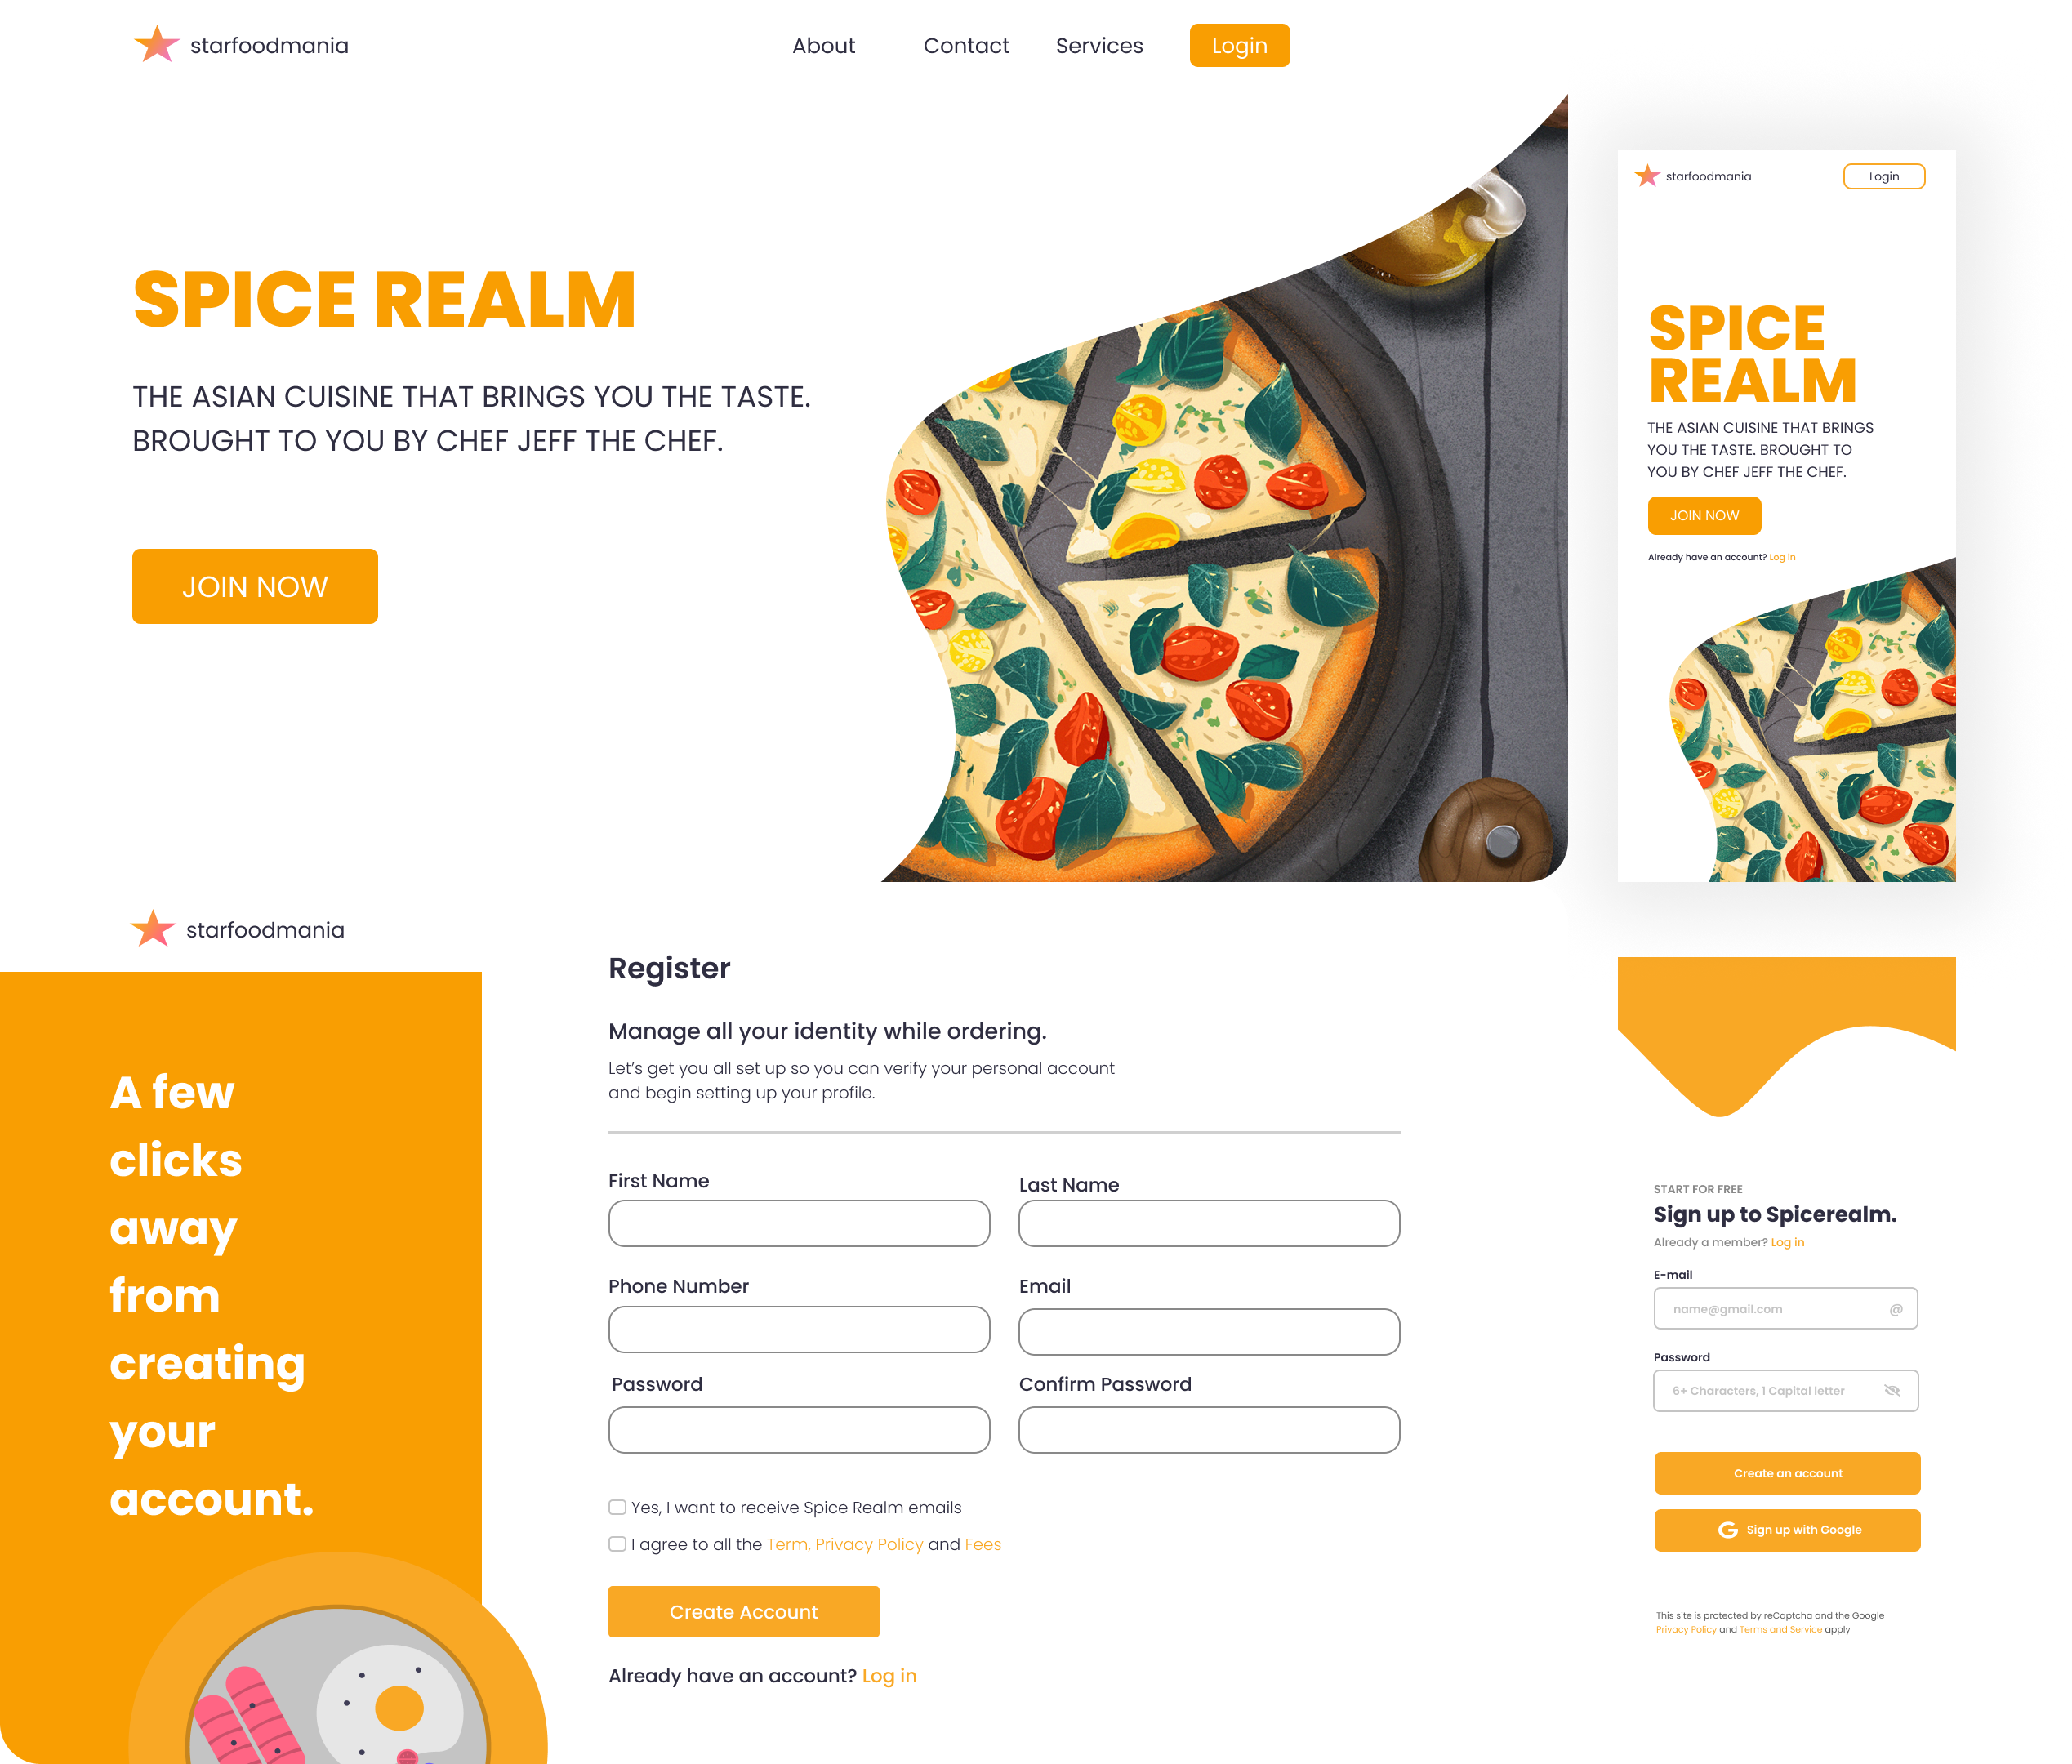 starfoodmania
About
Contact
Services
Login
SPICE REALM
THE ASIAN CUISINE THAT BRINGS YOU THE TASTE.
BROUGHT TO YOU BY CHEF JEFF THE CHEF.
JOIN NOW
starfoodmania
Login
SPICE
REALM
THE ASIAN CUISINE THAT BRINGS
YOU THE TASTE. BROUGHT TO
YOU BY CHEF JEFF THE CHEF.
JOIN NOW
Already have an account? Log in
starfoodmania
A few
clicks
away
from
creating
your
account.
Register
Manage all your identity while ordering.
Let’s get you all set up so you can verify your personal account
and begin setting up your profile.
First Name
Last Name
Phone Number
Email
Password
Confirm Password
Yes, I want to receive Spice Realm emails
I agree to all the Term, Privacy Policy and Fees
Create Account
Already have an account? Log in
START FOR FREE
Sign up to Spicerealm.
Already a member? Log in
E-mail
name@gmail.com @
Password
6+ Characters, 1 Capital letter
Create an account
G Sign up with Google
This site is protected by reCaptcha and the Google
Privacy Policy and Terms and Service apply